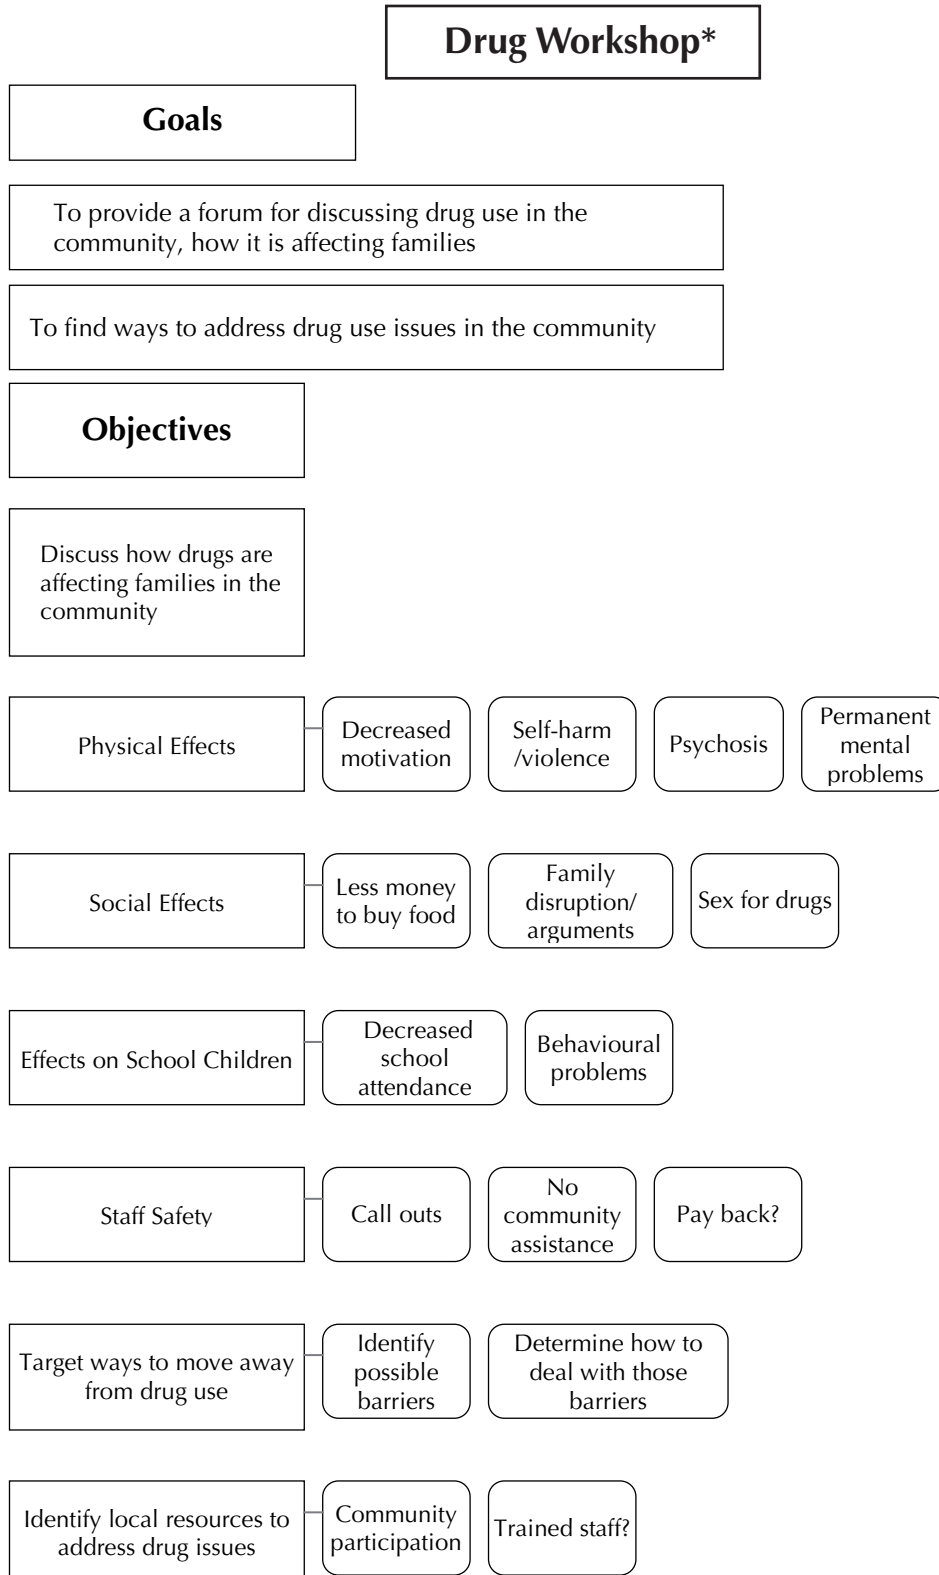 Drug Workshop*
Goals
To provide a forum for discussing drug use in the
community, how it is affecting families
To find ways to address drug use issues in the community
Objectives
Discuss how drugs are
affecting families in the
community
Physical Effects
Decreased
motivation
Self-harm
/violence
Psychosis
Permanent
mental
problems
Social Effects
Less money
to buy food
Family
disruption/
arguments
Sex for drugs
Effects on School Children
Decreased
school
attendance
Behavioural
problems
Staff Safety
Call outs
No
community
assistance
Pay back?
Target ways to move away
from drug use
Identify
possible
barriers
Determine how to
deal with those
barriers
Identify local resources to
address drug issues
Community
participation
Trained staff?